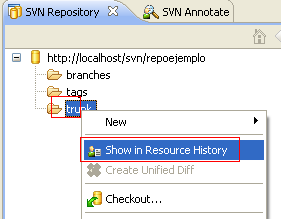 SVN Repository SVN Annotate
http://localhost/svn/repoejemplo
branches
tags
trunk
New
Show in Resource History
Create Unified Diff
Checkout...